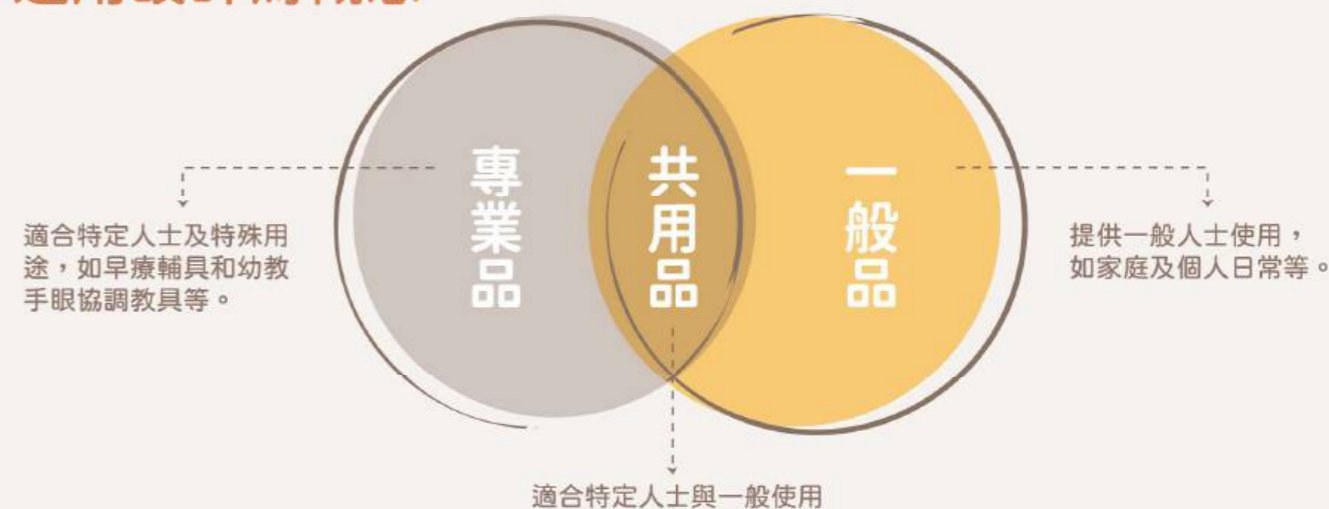 專業品
共用品
一般品
適合特定人士及特殊用
途，如早療輔具和幼教
手眼協調教具等。
提供一般人士使用，
如家庭及個人日常等。
適合特定人士與一般使用